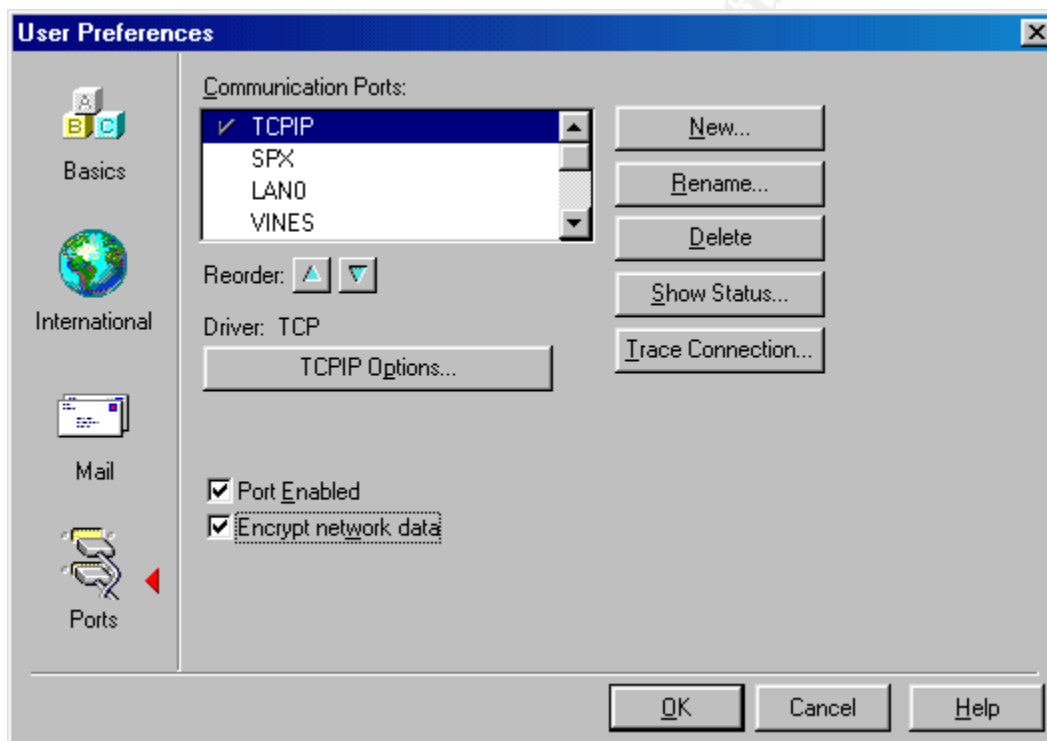 User Preferences
Basics
International
Mail
Ports
Communication Ports:
TCPIP
SPX
LAN0
VINES
Reorder:
Driver: TCP
TCPIP Options...
Port Enabled
Encrypt network data
New...
Rename...
Delete
Show Status...
Trace Connection...
OK
Cancel
Help